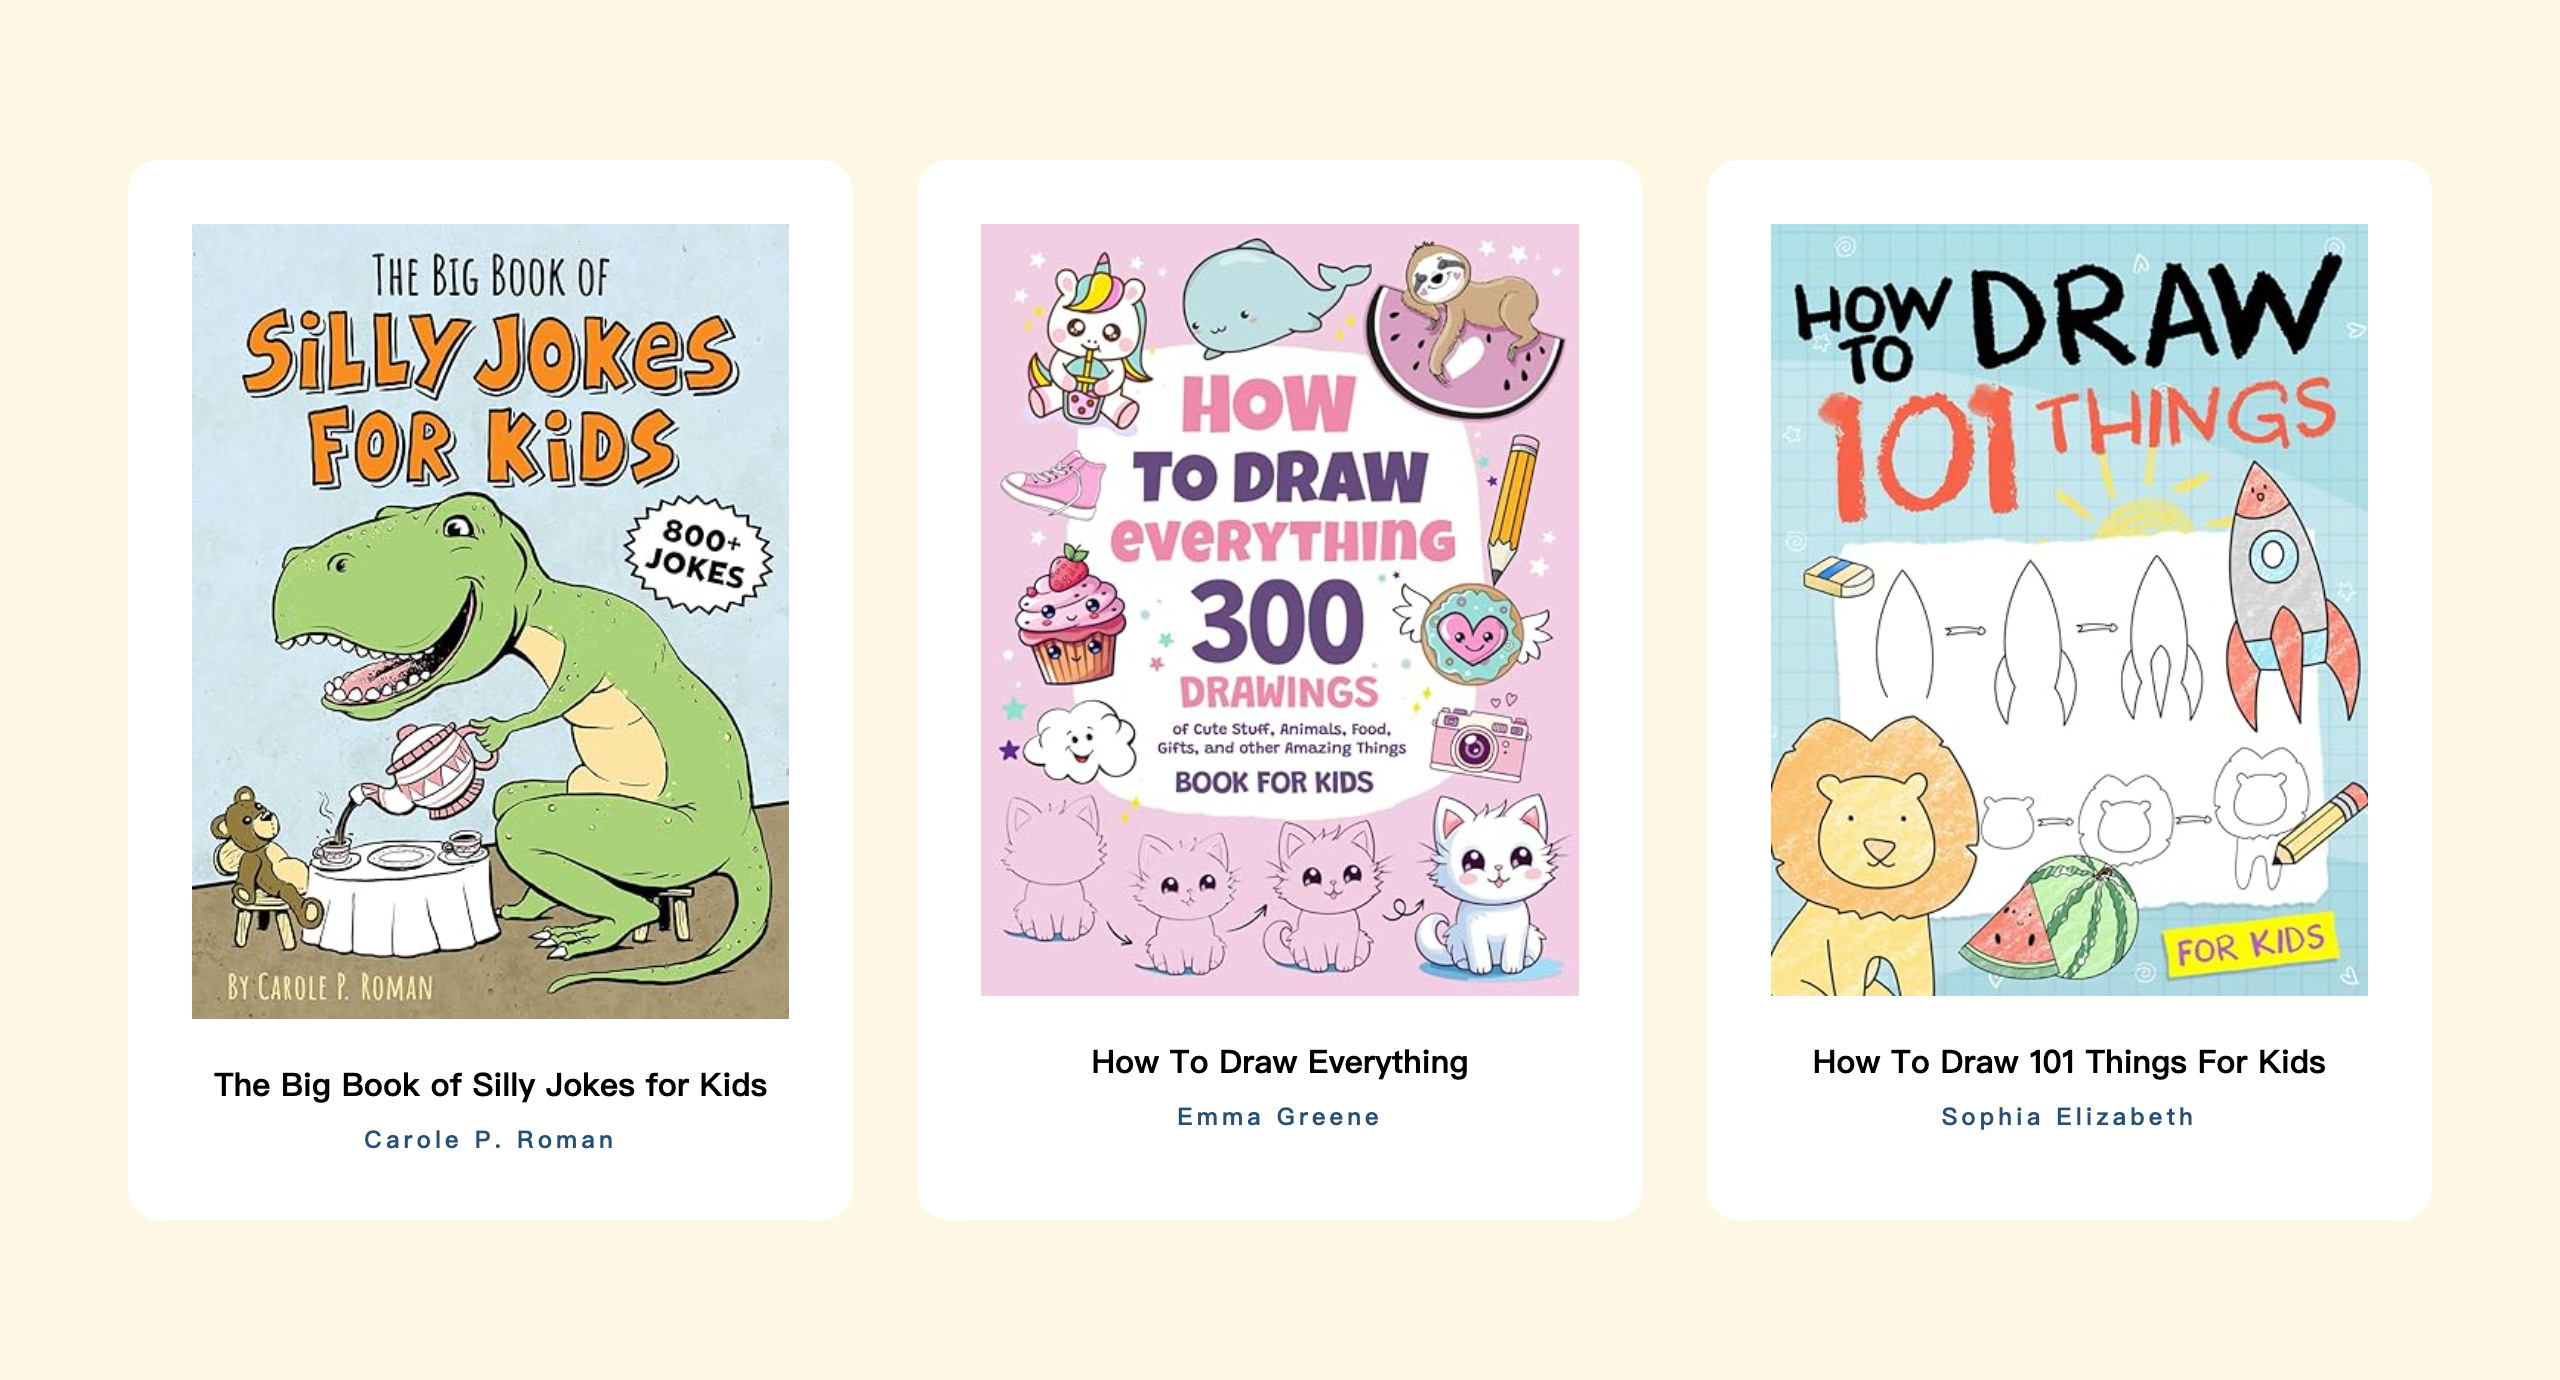 THE BIG BOOK OF
SiLLY JOKeS
FOR KiDS
800+
JOKES
BY CAROLE P. ROMAN
The Big Book of Silly Jokes for Kids
Carole P. Roman
HOW
TO DRAW
eveRYTHInG
300
DRAWINGS
of Cute Stuff, Animals, Food,
Gifts, and other Amazing Things
BOOK FOR KIDS
How To Draw Everything
Emma Greene
HOW
TO
DRAW
101 THINGS
FOR KIDS
How To Draw 101 Things For Kids
Sophia Elizabeth